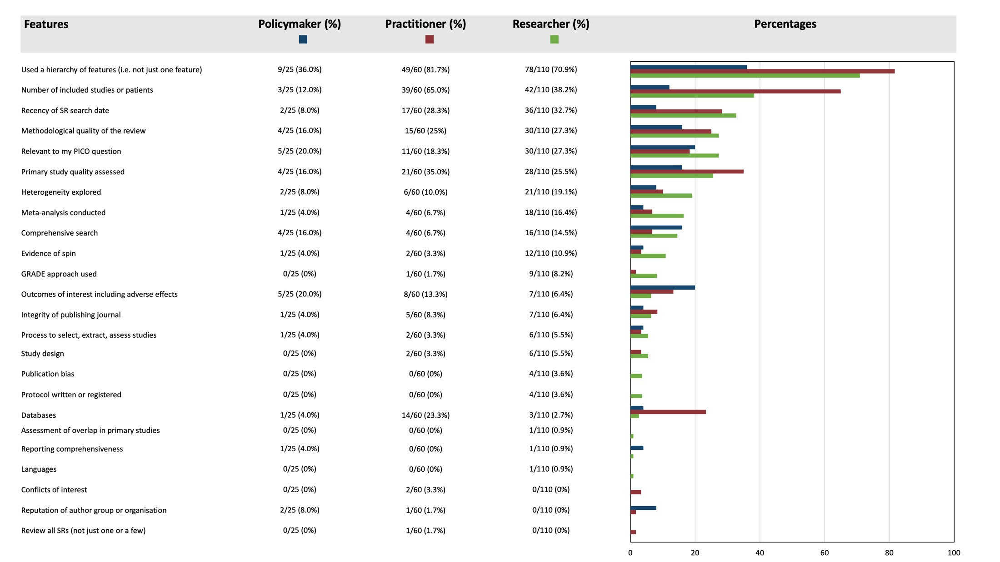 Features Policymaker (%) Practitioner (%) Researcher (%) Percentages
Used a hierarchy of features (i.e. not just one feature) 9/25 (36.0%) 49/60 (81.7%) 78/110 (70.9%)
Number of included studies or patients 3/25 (12.0%) 39/60 (65.0%) 42/110 (38.2%)
Recency of SR search date 2/25 (8.0%) 17/60 (28.3%) 36/110 (32.7%)
Methodological quality of the review 4/25 (16.0%) 15/60 (25%) 30/110 (27.3%)
Relevant to my PICO question 5/25 (20.0%) 11/60 (18.3%) 30/110 (27.3%)
Primary study quality assessed 4/25 (16.0%) 21/60 (35.0%) 28/110 (25.5%)
Heterogeneity explored 2/25 (8.0%) 6/60 (10.0%) 21/110 (19.1%)
Meta-analysis conducted 1/25 (4.0%) 4/60 (6.7%) 18/110 (16.4%)
Comprehensive search 4/25 (16.0%) 4/60 (6.7%) 16/110 (14.5%)
Evidence of spin 1/25 (4.0%) 2/60 (3.3%) 12/110 (10.9%)
GRADE approach used 0/25 (0%) 1/60 (1.7%) 9/110 (8.2%)
Outcomes of interest including adverse effects 5/25 (20.0%) 8/60 (13.3%) 7/110 (6.4%)
Integrity of publishing journal 1/25 (4.0%) 5/60 (8.3%) 7/110 (6.4%)
Process to select, extract, assess studies 1/25 (4.0%) 2/60 (3.3%) 6/110 (5.5%)
Study design 0/25 (0%) 2/60 (3.3%) 6/110 (5.5%)
Publication bias 0/25 (0%) 0/60 (0%) 4/110 (3.6%)
Protocol written or registered 0/25 (0%) 0/60 (0%) 4/110 (3.6%)
Databases 1/25 (4.0%) 14/60 (23.3%) 3/110 (2.7%)
Assessment of overlap in primary studies 0/25 (0%) 0/60 (0%) 1/110 (0.9%)
Reporting comprehensiveness 1/25 (4.0%) 0/60 (0%) 1/110 (0.9%)
Languages 0/25 (0%) 0/60 (0%) 1/110 (0.9%)
Conflicts of interest 0/25 (0%) 2/60 (3.3%) 0/110 (0%)
Reputation of author group or organisation 2/25 (8.0%) 1/60 (1.7%) 0/110 (0%)
Review all SRs (not just one or a few) 0/25 (0%) 1/60 (1.7%) 0/110 (0%)
0 20 40 60 80 100